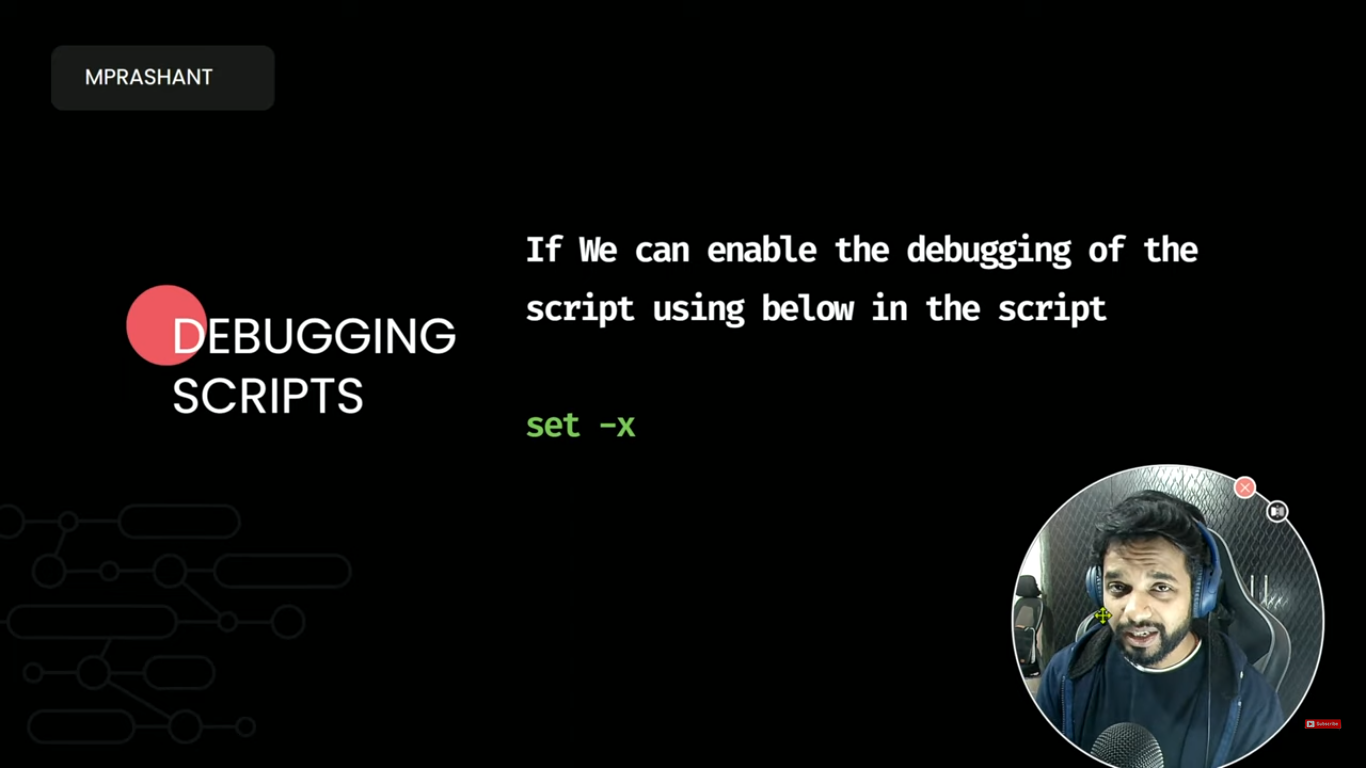 MPRASHANT
DEBUGGING
SCRIPTS
If We can enable the debugging of the
script using below in the script
set -x
Subscribe